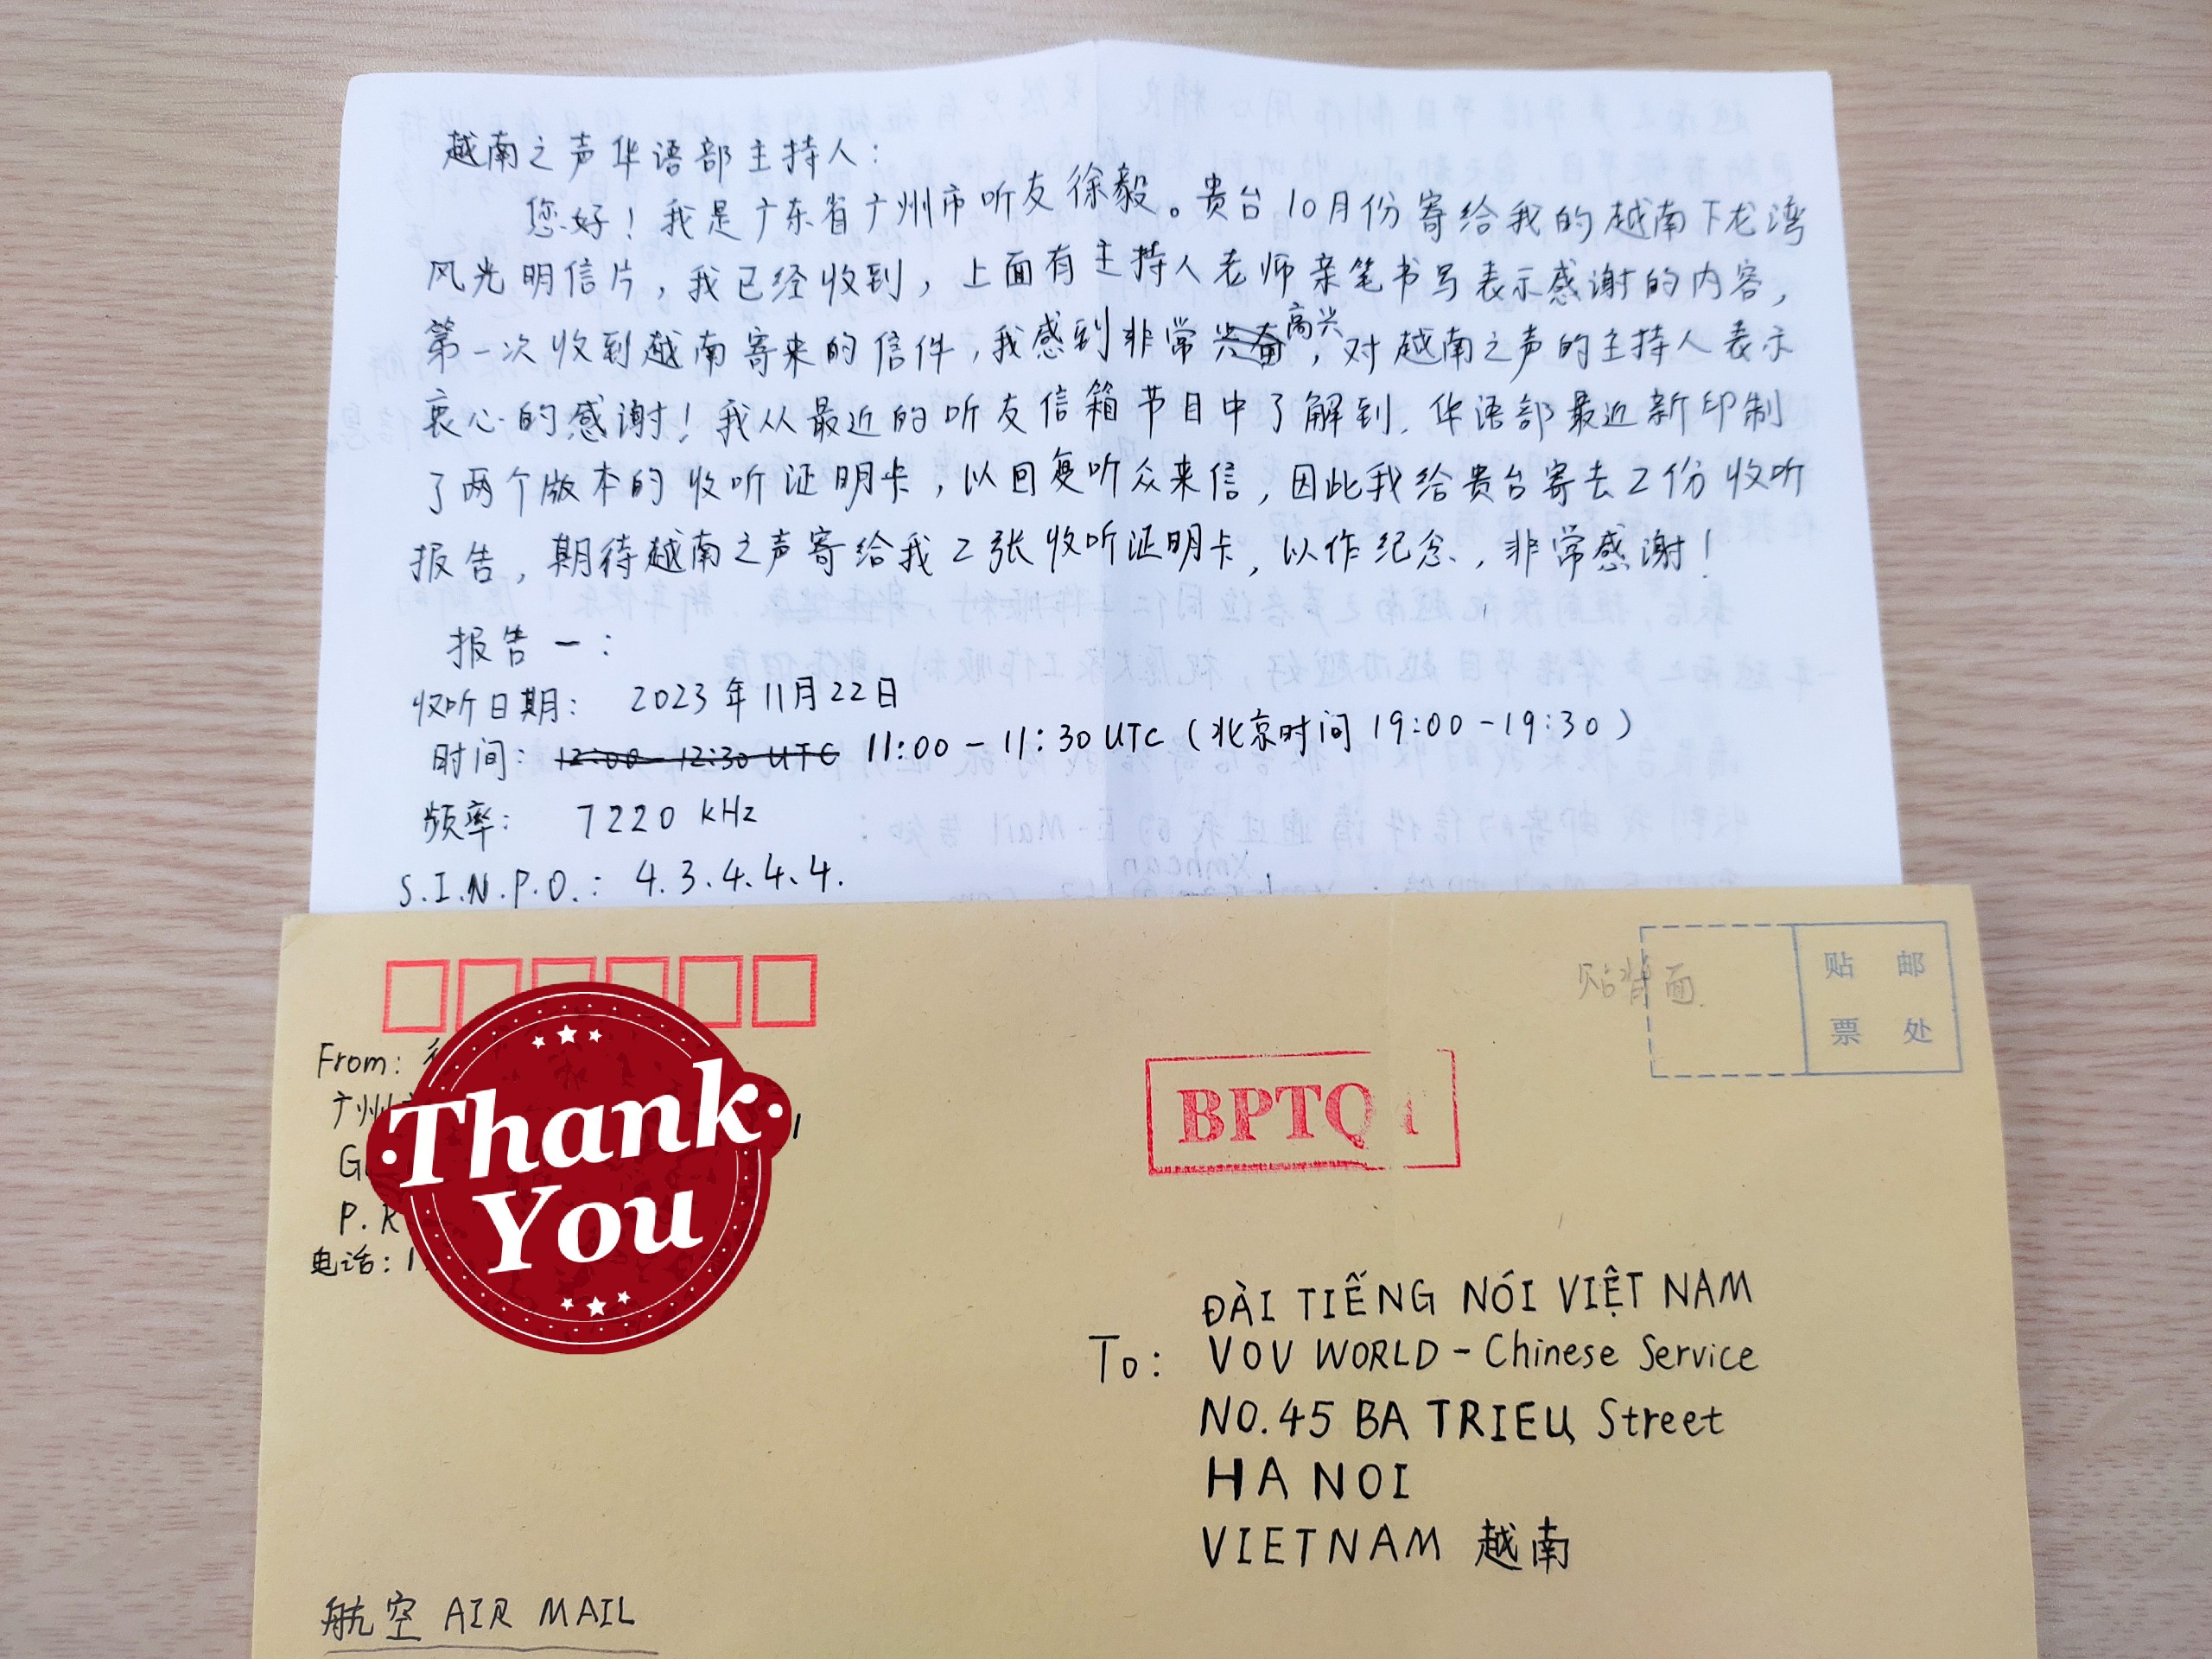 越南之声华语部主持人：
您好！我是广东省广州市听友徐毅。贵台10月份寄给我的越南下龙湾
风光明信片，我已经收到，上面有主持人老师亲笔书写表示感谢的内容，
第一次收到越南寄来的信件，我感到非常兴奋高兴，对越南之声的主持人表示
衷心的感谢！我从最近的听友信箱节目中了解到，华语部最近新印制
了两个版本的收听证明卡，以回复听众来信，因此我给贵台寄去2份收听
报告，期待越南之声寄给我2张收听证明卡，以作纪念，非常感谢！
报告一：
收听日期： 2023年11月22日
时间： 12:00-12:30 UTC 11:00-11:30 UTC（北京时间 19:00-19:30）
频率： 7220 kHz
S.I.N.P.O.: 4.3.4.4.4.
贴背面
贴 邮
票 处
From:
广州
P.R
电话：1
Thank
You
BPTQ
ĐÀI TIẾNG NÓI VIỆT NAM
To: VOV WORLD - Chinese Service
NO.45 BA TRIEU Street
HA NOI
VIETNAM 越南
航空 AIR MAIL